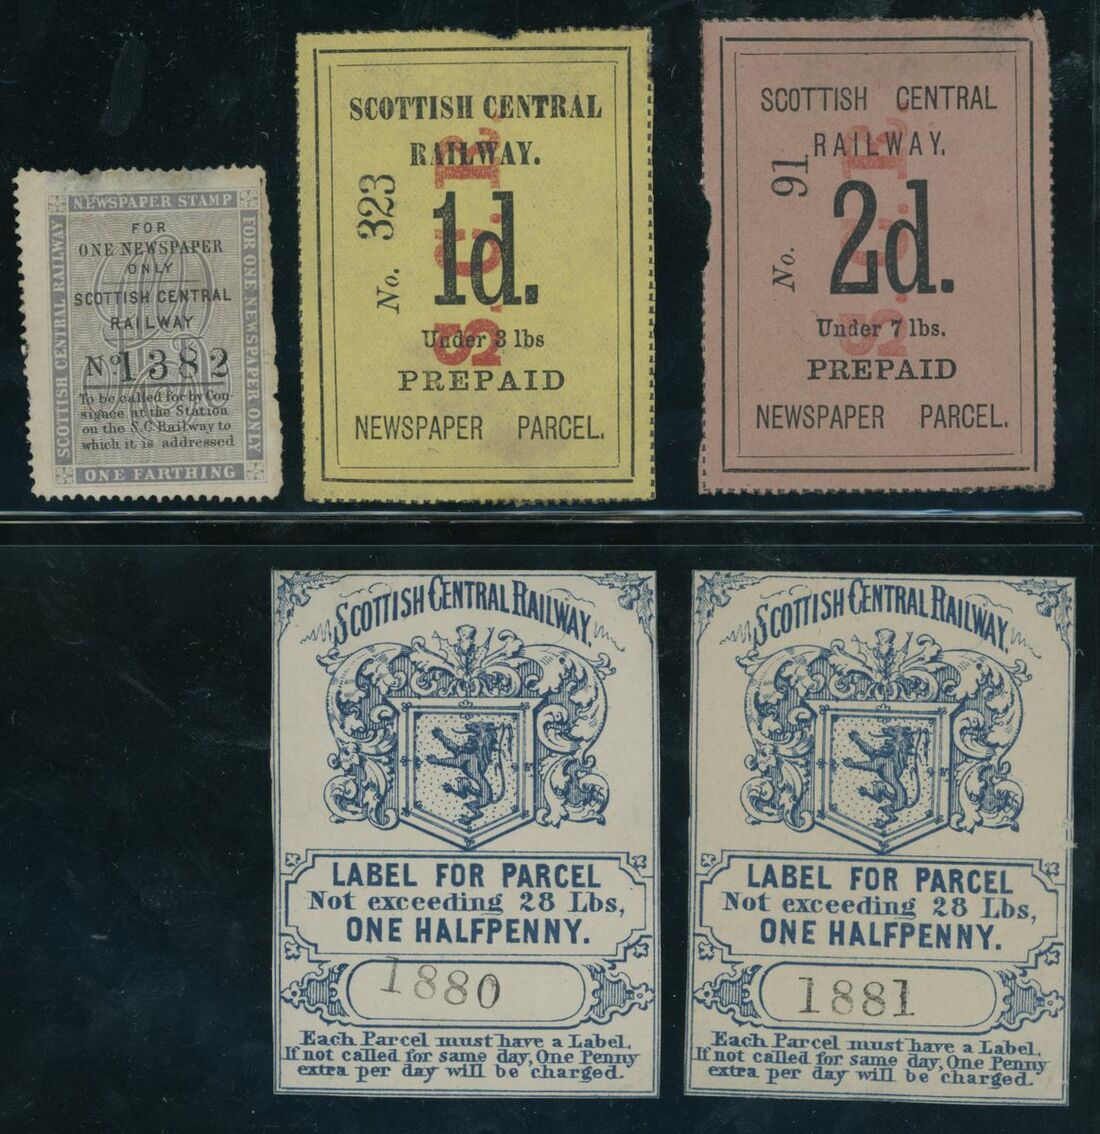 NEWSPAPER STAMP
SCOTTISH CENTRAL RAILWAY
FOR ONE NEWSPAPER ONLY
FOR
ONE NEWSPAPER
ONLY
SCOTTISH CENTRAL
RAILWAY
No 1382
To be called for by Con-
signee at the Station
on the S.C. Railway to
which it is addressed
ONE FARTHING
SCOTTISH CENTRAL
RAILWAY.
No. 323
S.C.R.
1d.
Under 3 lbs
PREPAID
NEWSPAPER PARCEL.
SCOTTISH CENTRAL
RAILWAY.
No. 91
S.C.R.
2d.
Under 7 lbs.
PREPAID
NEWSPAPER PARCEL.
SCOTTISH CENTRAL RAILWAY.
LABEL FOR PARCEL
Not exceeding 28 Lbs,
ONE HALFPENNY.
1880
Each Parcel must have a Label.
If not called for same day, One Penny
extra per day will be charged.
SCOTTISH CENTRAL RAILWAY.
LABEL FOR PARCEL
Not exceeding 28 Lbs,
ONE HALFPENNY.
1881
Each Parcel must have a Label.
If not called for same day, One Penny
extra per day will be charged.